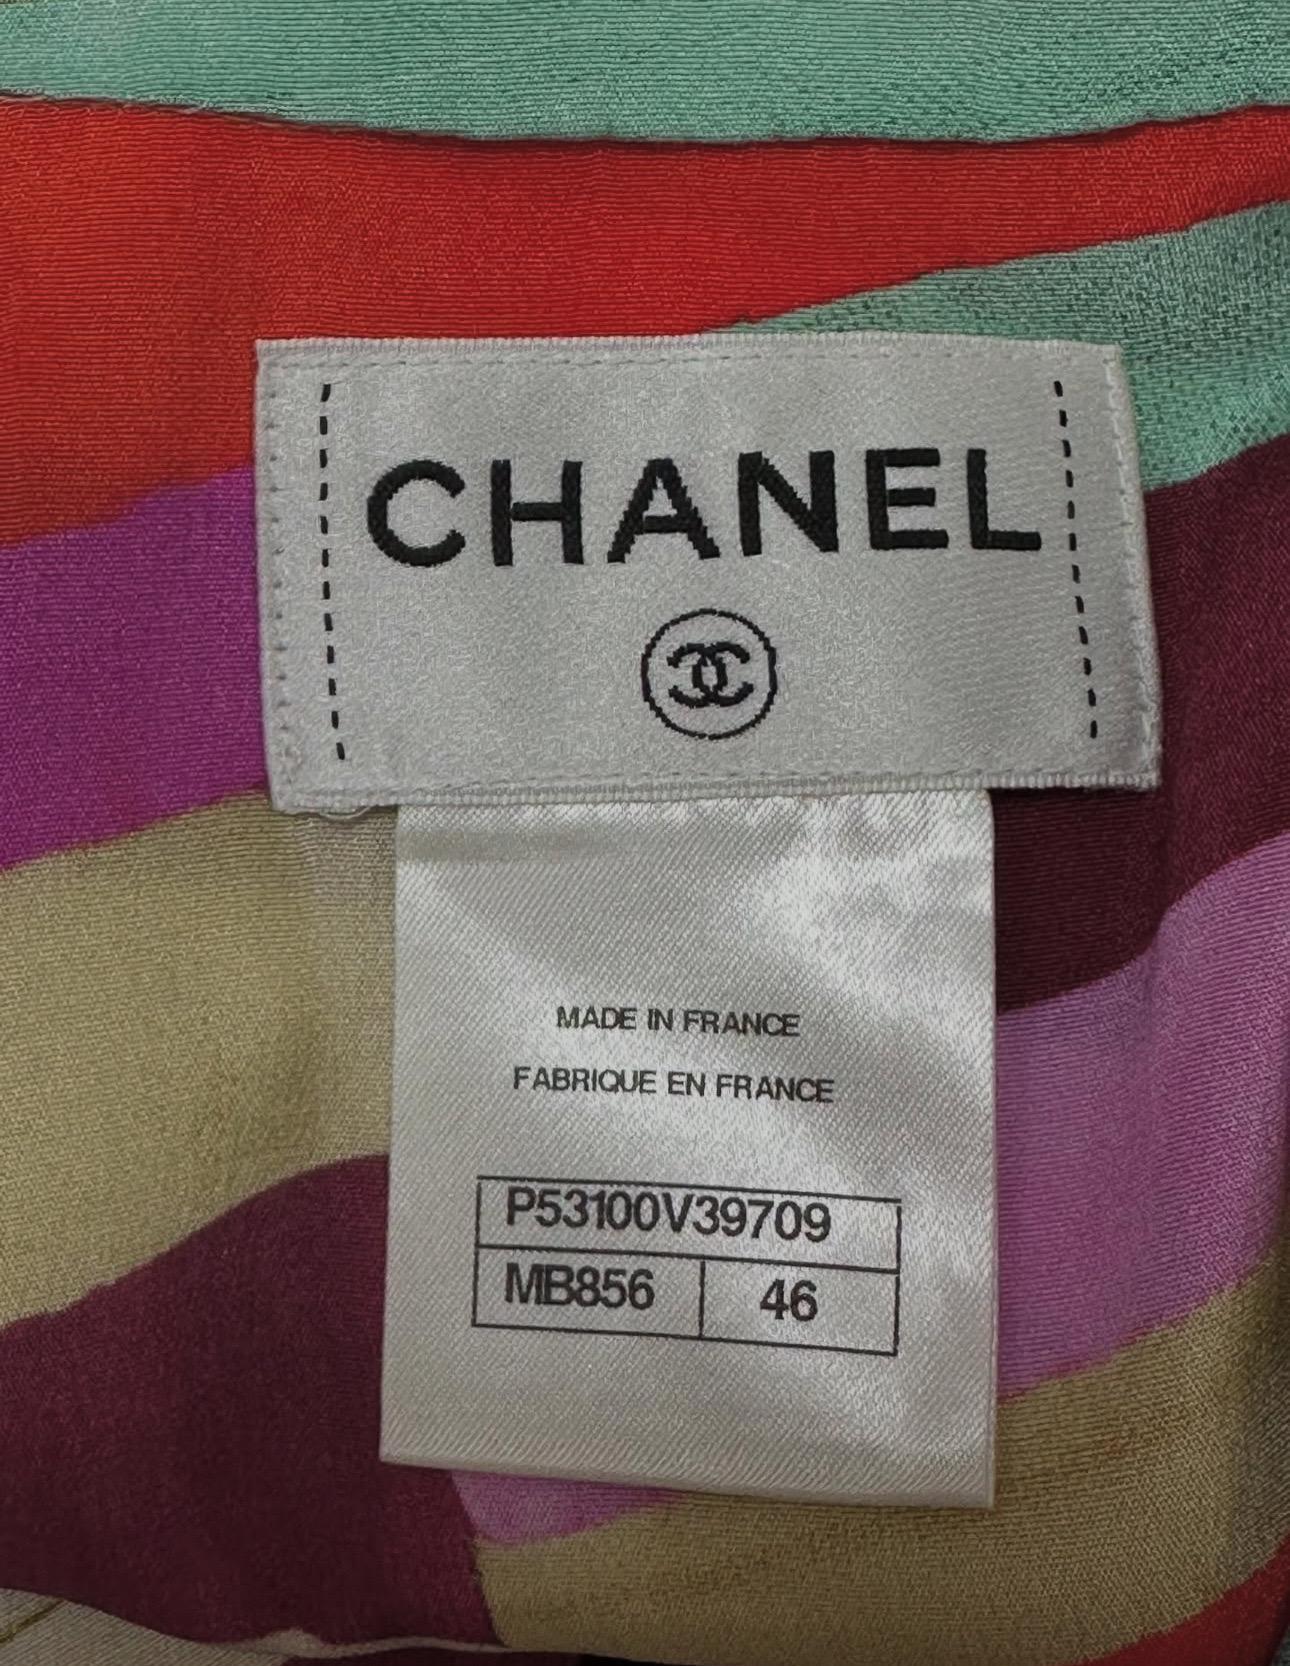 CHANEL
MADE IN FRANCE
FABRIQUE EN FRANCE
P53100V39709
MB856 46